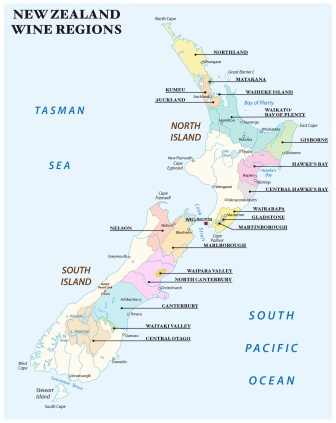 NEW ZEALAND
WINE REGIONS
North Cape
NORTHLAND
Whangarei
Great Barrier I.
MATAKANA
KUMEU
WAIHEKE ISLAND
Auckland
AUCKLAND
Bay of Plenty
WAIKATO/
BAY OF PLENTY
Hamilton
Tauranga
East Cape
Whakatane
Rotorua
TASMAN
SEA
NORTH
ISLAND
GISBORNE
Gisborne
L. Taupo
New Plymouth
Cape
Egmond
HAWKE'S BAY
Hawke's
Bay
Napier
Hastings
Wanganui
CENTRAL HAWKE'S BAY
Palmerston North
Cape
Farewell
WAIRARAPA
Masterton
GLADSTONE
WELLINGTON
MARTINBOROUGH
Cape
Palliser
Cook Strait
NELSON
Nelson
Blenheim
MARLBOROUGH
Greymouth
WAIPARA VALLEY
NORTH CANTERBURY
Christchurch
SOUTH
ISLAND
Ashburton
CANTERBURY
Timaru
WAITAKI VALLEY
Oamaru
CENTRAL OTAGO
Dunedin
Invercargill
West
Cape
Stewart
Island
South Cape
SOUTH
PACIFIC
OCEAN